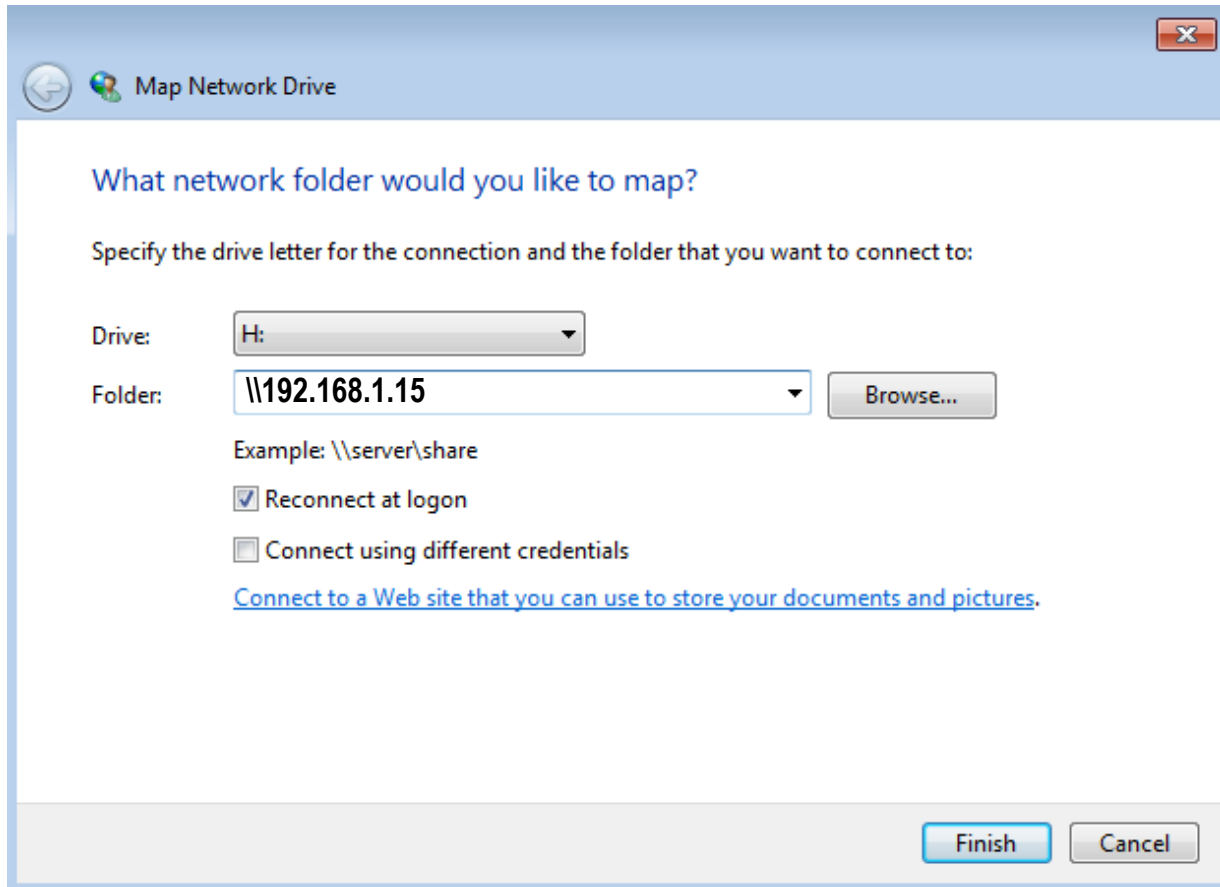 Map Network Drive
What network folder would you like to map?
Specify the drive letter for the connection and the folder that you want to connect to:
Drive: H:
Folder: \\192.168.1.15 Browse...
Example: \\server\share
Reconnect at logon
Connect using different credentials
Connect to a Web site that you can use to store your documents and pictures.
Finish Cancel